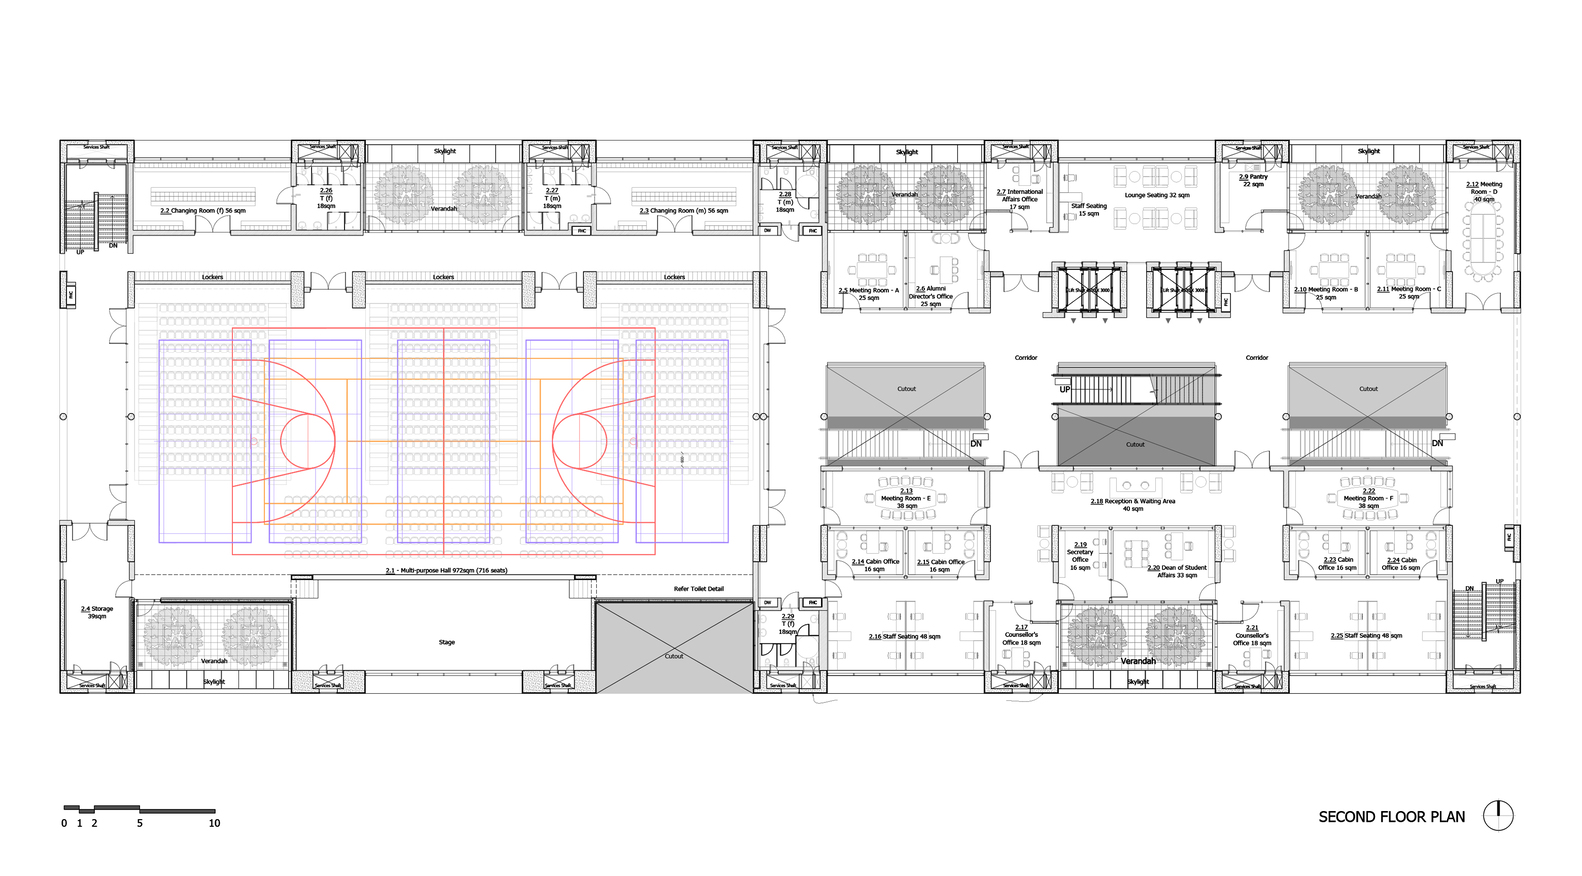 Services Shaft
Services Shaft
Skylight
Services Shaft
Services Shaft
Skylight
Services Shaft
Services Shaft
Skylight
Services Shaft
2.2 Changing Room (f) 56 sqm
2.26
T (f)
18sqm
Verandah
2.27
T (m)
18sqm
2.3 Changing Room (m) 56 sqm
2.28
T (m)
18sqm
Verandah
2.7 International
Affairs Office
17 sqm
Staff Seating
15 sqm
Lounge Seating 32 sqm
2.9 Pantry
22 sqm
Verandah
2.12 Meeting
Room - D
40 sqm
UP
DN
FHC
DW
FHC
Lockers
Lockers
Lockers
FHC
2.5 Meeting Room - A
25 sqm
2.6 Alumni
Director's Office
25 sqm
FHC
2.10 Meeting Room - B
25 sqm
2.11 Meeting Room - C
25 sqm
Corridor
Corridor
Cutout
UP
Cutout
Cutout
DN
DN
2.13
Meeting Room - E
38 sqm
2.18 Reception & Waiting Area
40 sqm
2.22
Meeting Room - F
38 sqm
2.14 Cabin Office
16 sqm
2.15 Cabin Office
16 sqm
2.19
Secretary
Office
16 sqm
2.20 Dean of Student
Affairs 33 sqm
2.23 Cabin
Office 16 sqm
2.24 Cabin
Office 16 sqm
FHC
2.1 - Multi-purpose Hall 972sqm (716 seats)
Refer Toilet Detail
2.4 Storage
39sqm
DW
FHC
DN
UP
2.29
T (f)
18sqm
Verandah
Stage
Cutout
2.16 Staff Seating 48 sqm
2.17
Counsellor's
Office 18 sqm
Verandah
2.21
Counsellor's
Office 18 sqm
2.25 Staff Seating 48 sqm
Services Shaft
Skylight
Services Shaft
Services Shaft
Services Shaft
Services Shaft
Skylight
Services Shaft
Services Shaft
0 1 2 5 10
SECOND FLOOR PLAN